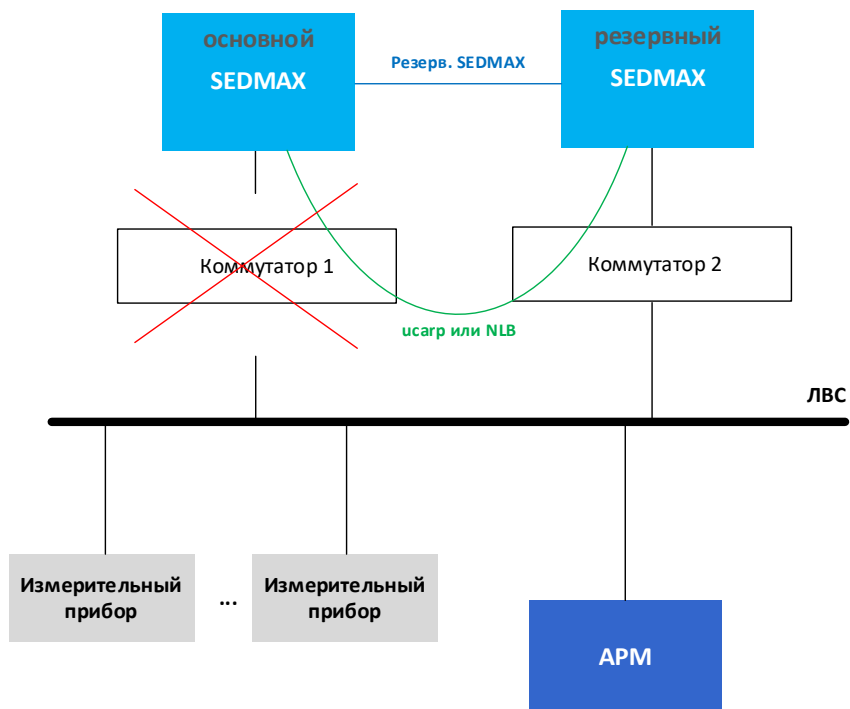 основной
SEDMAX
Резерв. SEDMAX
резервный
SEDMAX
Коммутатор 1
Коммутатор 2
ucarp или NLB
ЛВС
Измерительный
прибор
...
Измерительный
прибор
АРМ